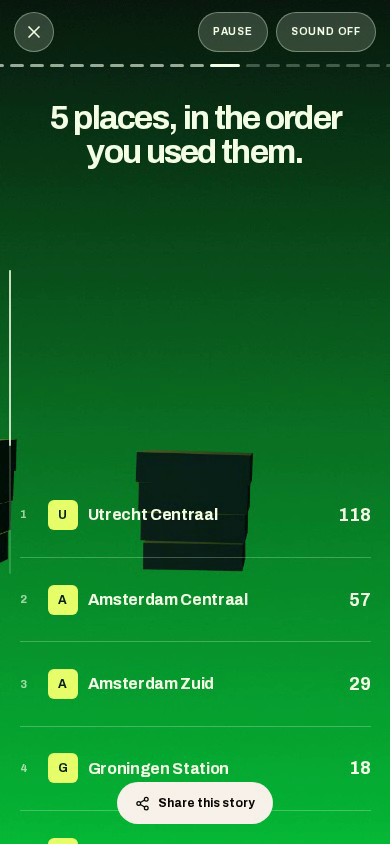 PAUSE
SOUND OFF
5 places, in the order
you used them.
1 U Utrecht Centraal 118
2 A Amsterdam Centraal 57
3 A Amsterdam Zuid 29
4 G Groningen Station 18
Share this story